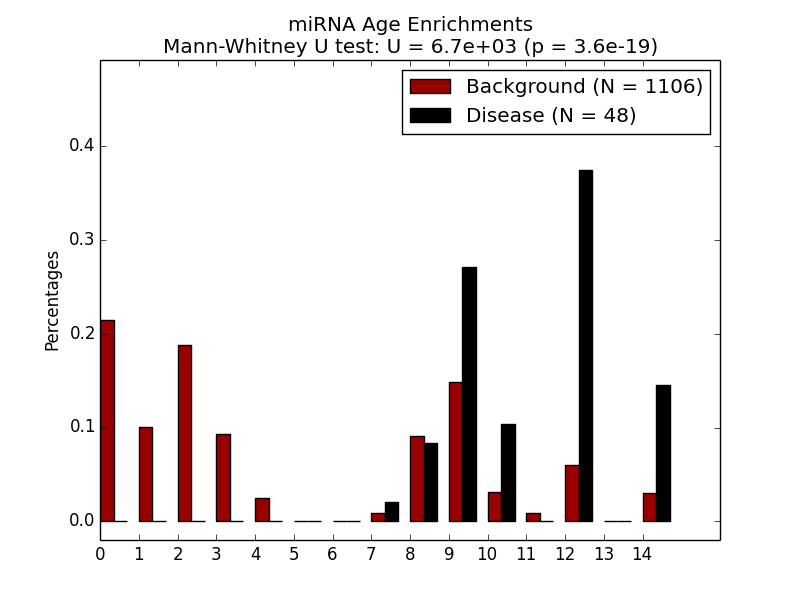 miRNA Age Enrichments
Mann-Whitney U test: U = 6.7e+03 (p = 3.6e-19)
Background (N = 1106)
Disease (N = 48)
Percentages
0.4
0.3
0.2
0.1
0.0
0 1 2 3 4 5 6 7 8 9 10 11 12 13 14